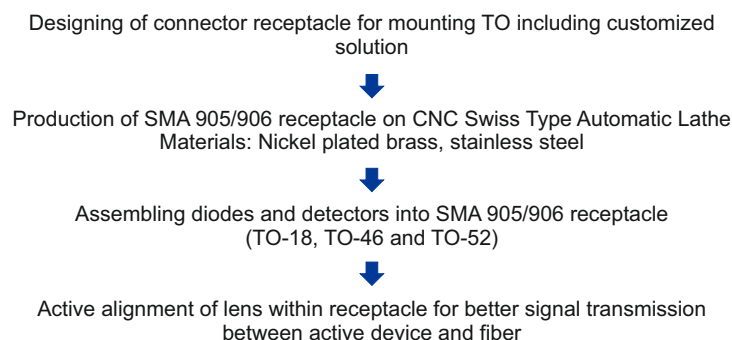 Designing of connector receptacle for mounting TO including customized
solution
Production of SMA 905/906 receptacle on CNC Swiss Type Automatic Lathe
Materials: Nickel plated brass, stainless steel
Assembling diodes and detectors into SMA 905/906 receptacle
(TO-18, TO-46 and TO-52)
Active alignment of lens within receptacle for better signal transmission
between active device and fiber